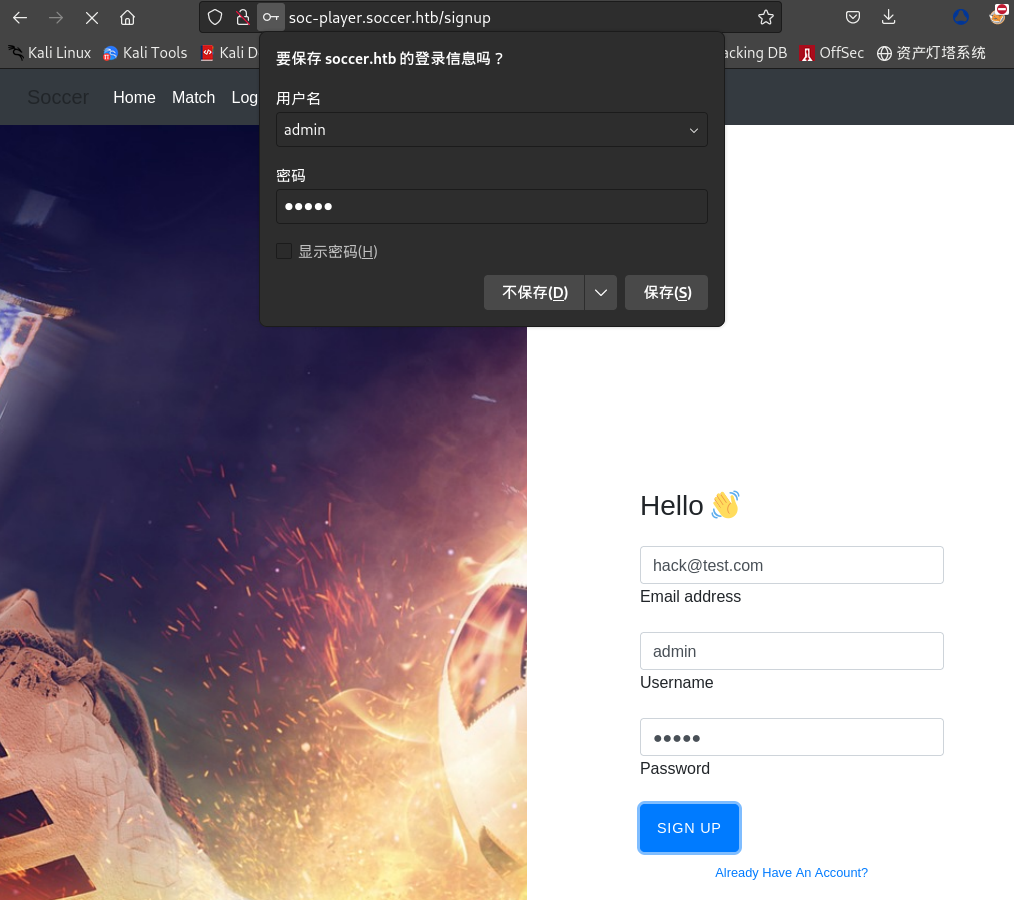 soc-player.soccer.htb/signup
Kali Linux Kali Tools Kali D acking DB OffSec 资产灯塔系统
Soccer Home Match Log
要保存 soccer.htb 的登录信息吗？
用户名
admin
密码
●●●●●
显示密码(H)
不保存(D) 保存(S)
Hello 👋
hack@test.com
Email address
admin
Username
●●●●●
Password
SIGN UP
Already Have An Account?